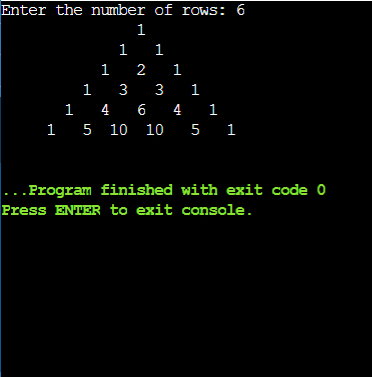 Enter the number of rows: 6
               1
             1   1
           1   2   1
         1   3   3   1
       1   4   6   4   1
     1   5  10  10   5   1
...Program finished with exit code 0
Press ENTER to exit console.